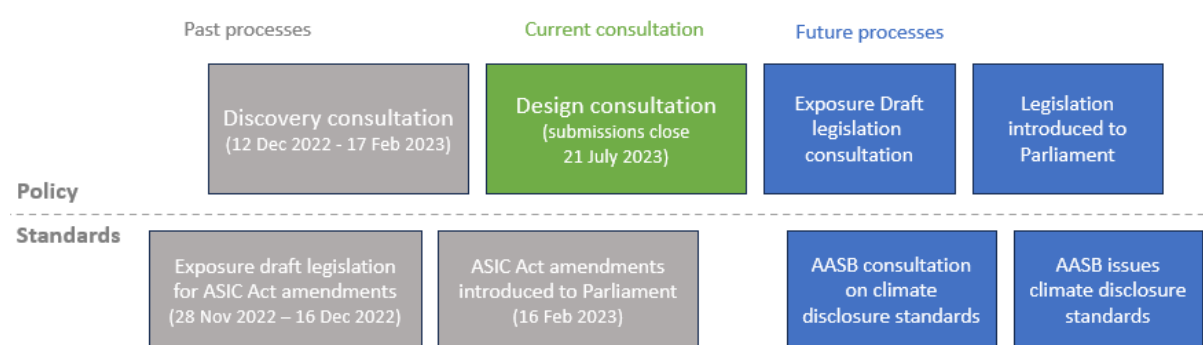 Past processes
Current consultation
Future processes
Discovery consultation
(12 Dec 2022 - 17 Feb 2023)
Design consultation
(submissions close
21 July 2023)
Exposure Draft
legislation
consultation
Legislation
introduced to
Parliament
Policy
Standards
Exposure draft legislation
for ASIC Act amendments
(28 Nov 2022 – 16 Dec 2022)
ASIC Act amendments
introduced to Parliament
(16 Feb 2023)
AASB consultation
on climate
disclosure standards
AASB issues
climate disclosure
standards